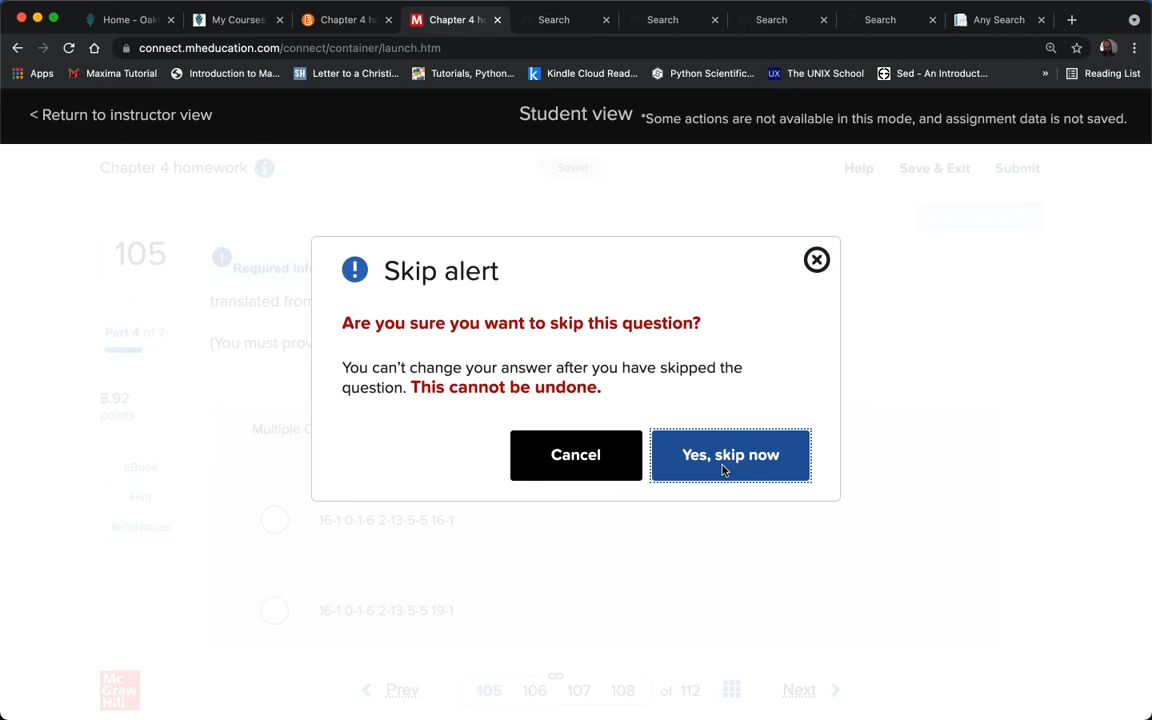 Home - Oak
My Courses
Chapter 4 h
Chapter 4 h
Search
Search
Search
Search
Any Search
connect.mheducation.com/connect/container/launch.htm
Apps
Maxima Tutorial
Introduction to Ma...
Letter to a Christi...
Tutorials, Python...
Kindle Cloud Read...
Python Scientific...
UX The UNIX School
Sed - An Introduct...
»
Reading List
< Return to instructor view
Student view *Some actions are not available in this mode, and assignment data is not saved.
Chapter 4 homework
Saved
Help
Save & Exit
Submit
105
Required inf
translated from
Part 4 of 7
(You must prov
8.92
points
Multiple C
eBook
Hint
References
Skip alert
Are you sure you want to skip this question?
You can't change your answer after you have skipped the
question. This cannot be undone.
Cancel
Yes, skip now
16-1 0-1-6 2-13-5-5 16-1
16-1 0-1-6 2-13-5-5 19-1
Mc
Graw
Hill
Prev
105 106 107 108 of 112
Next